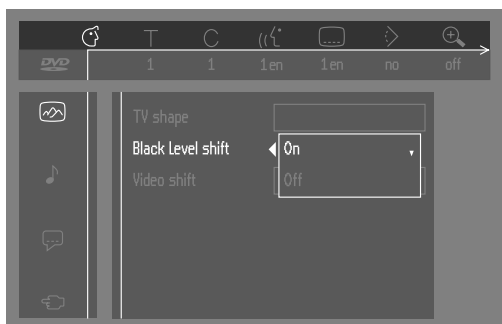 T C
DVD 1 1 1 en 1 en no off
TV shape
Black Level shift On
Video shift Off